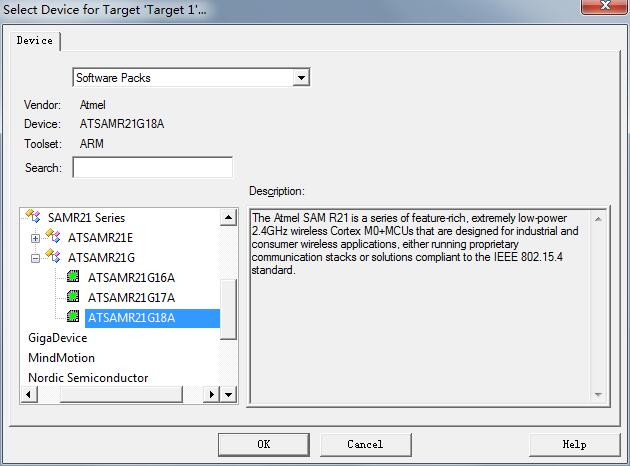 Select Device for Target 'Target 1'...
Device
Software Packs
Vendor: Atmel
Device: ATSAMR21G18A
Toolset: ARM
Search:
Description:
SAMR21 Series
ATSAMR21E
ATSAMR21G
ATSAMR21G16A
ATSAMR21G17A
ATSAMR21G18A
GigaDevice
MindMotion
Nordic Semiconductor
The Atmel SAM R21 is a series of feature-rich, extremely low-power
2.4GHz wireless Cortex M0+MCUs that are designed for industrial and
consumer wireless applications, either running proprietary
communication stacks or solutions compliant to the IEEE 802.15.4
standard.
OK
Cancel
Help